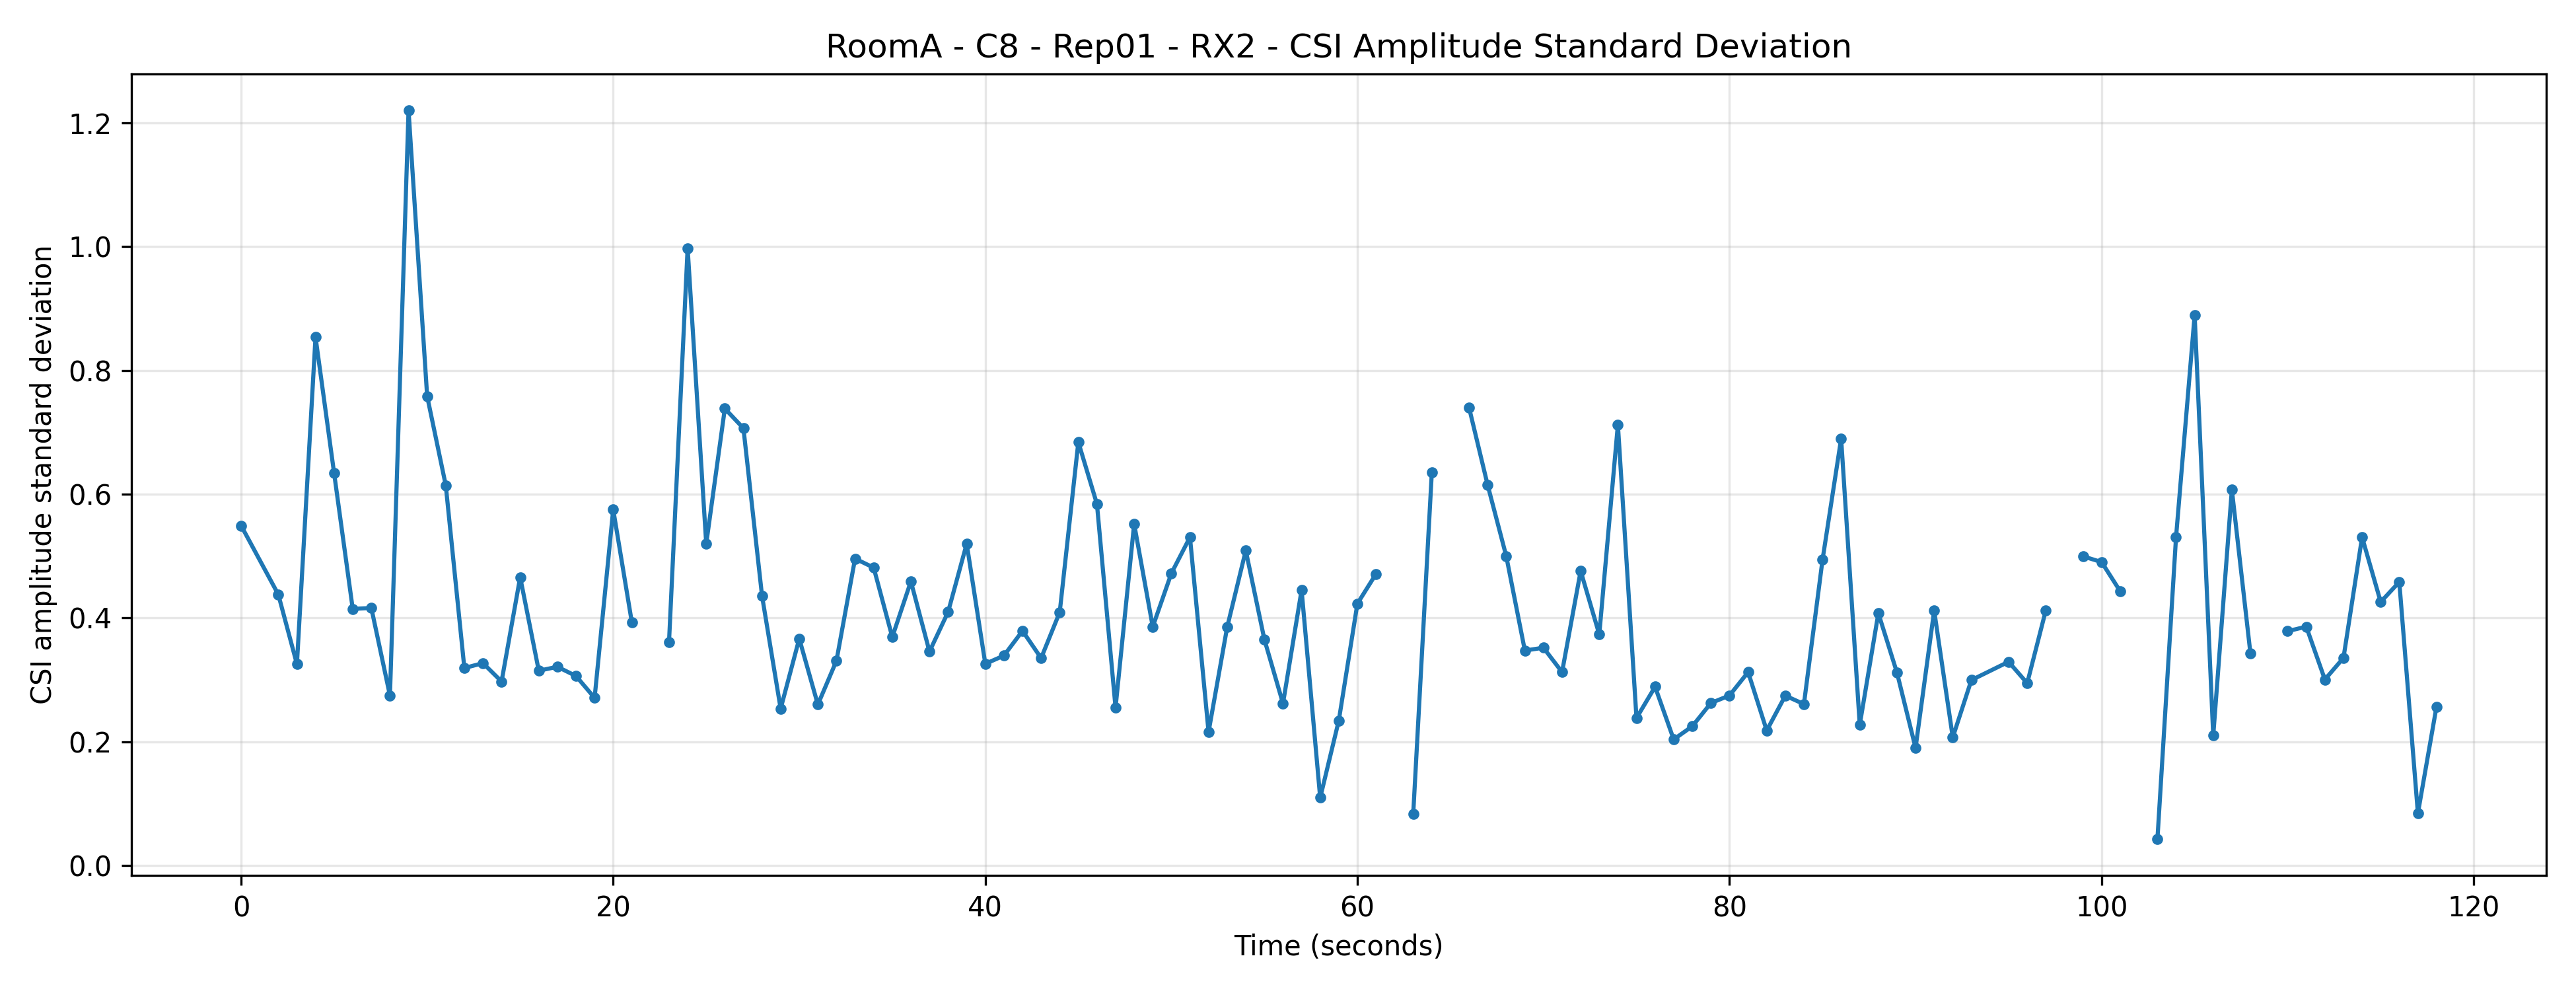 RoomA - C8 - Rep01 - RX2 - CSI Amplitude Standard Deviation
CSI amplitude standard deviation
1.2
1.0
0.8
0.6
0.4
0.2
0.0
0 20 40 60 80 100 120
Time (seconds)